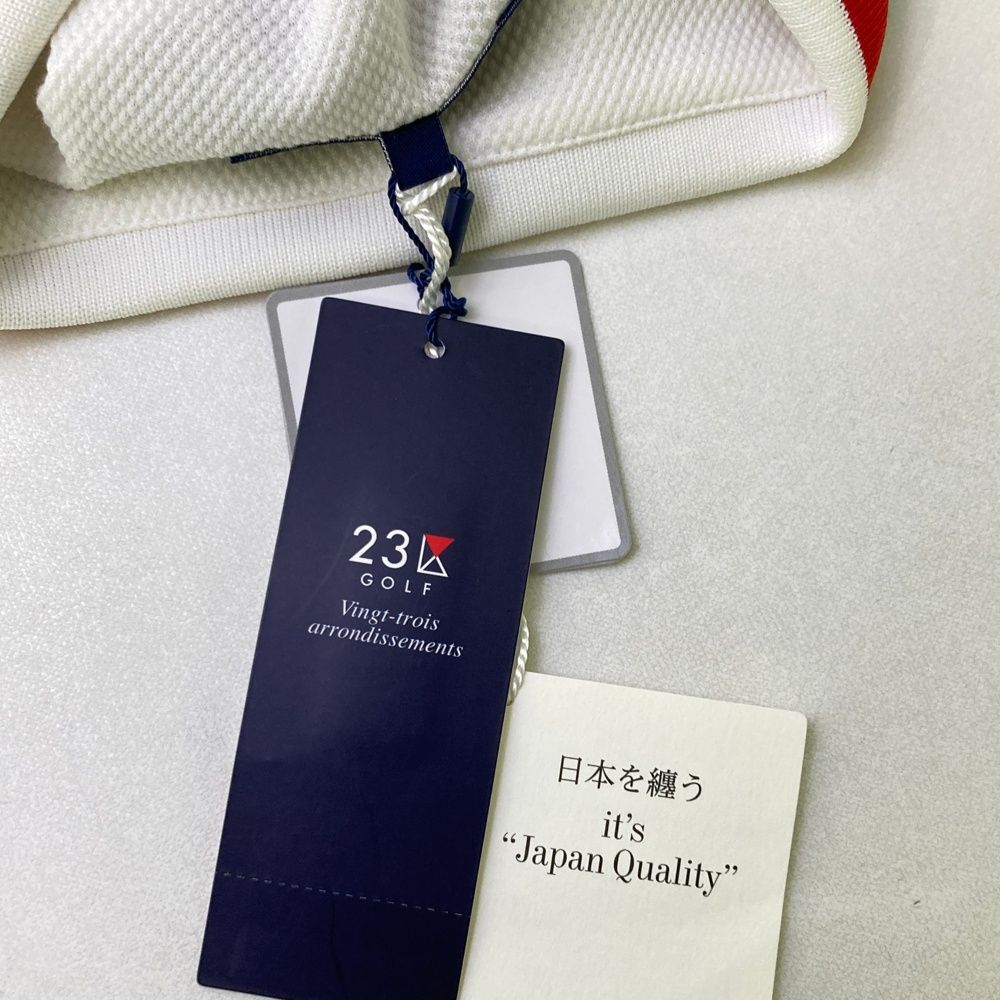 23区
GOLF
Vingt-trois
arrondissements
日本を纏う
it's
“Japan Quality”